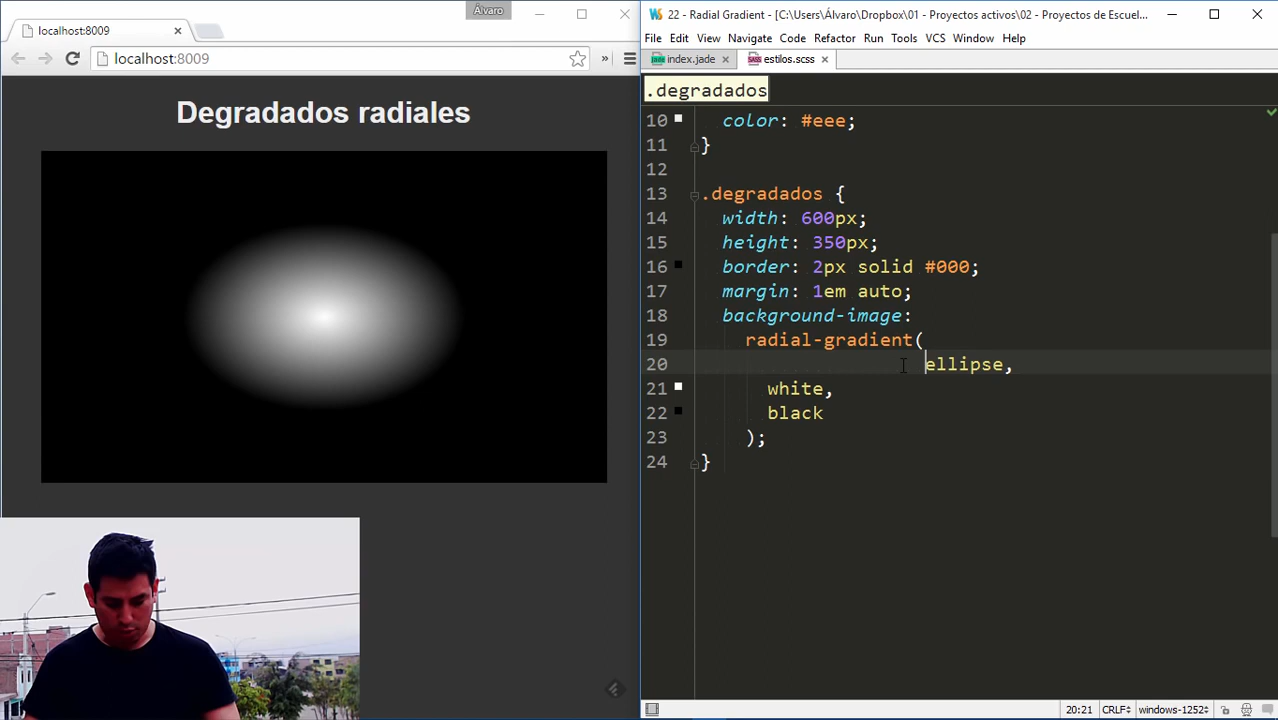 Álvaro
localhost:8009
localhost:8009
»
Degradados radiales
22 - Radial Gradient - [C:\Users\Álvaro\Dropbox\01 - Proyectos activos\02 - Proyectos de Escuel...
File Edit View Navigate Code Refactor Run Tools VCS Window Help
index.jade
estilos.scss
.degradados
10 color: #eee;
11 }
12
13 .degradados {
14 width: 600px;
15 height: 350px;
16 border: 2px solid #000;
17 margin: 1em auto;
18 background-image:
19 radial-gradient(
20 ellipse,
21 white,
22 black
23 );
24 }
20:21 CRLF windows-1252